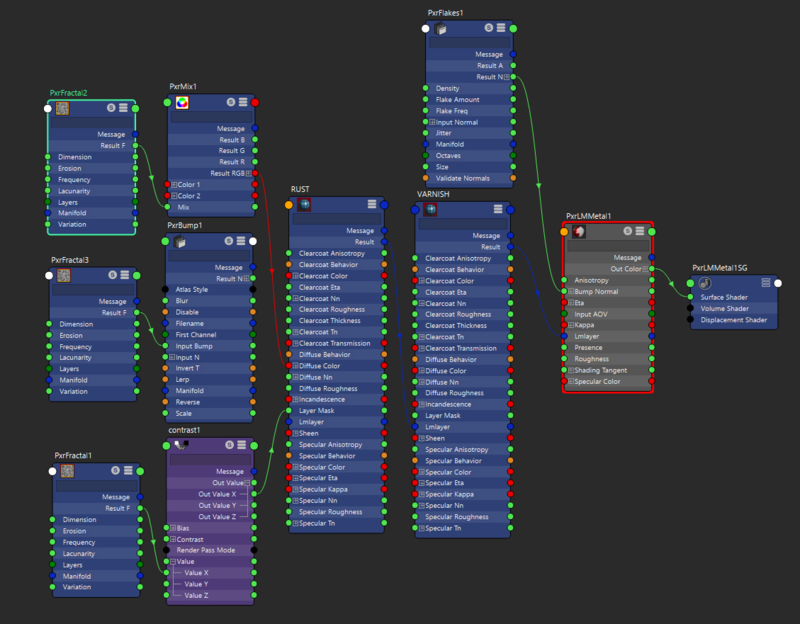 PxrFractal2
Message
Result F
Dimension
Erosion
Frequency
Lacunarity
Layers
Manifold
Variation
PxrFractal3
Message
Result F
Dimension
Erosion
Frequency
Lacunarity
Layers
Manifold
Variation
PxrFractal1
Message
Result F
Dimension
Erosion
Frequency
Lacunarity
Layers
Manifold
Variation
PxrMix1
Message
Result B
Result G
Result R
Result RGB
Color 1
Color 2
Mix
PxrBump1
Message
Result N
Atlas Style
Blur
Disable
Filename
First Channel
Input Bump
Input N
Invert T
Lerp
Manifold
Reverse
Scale
contrast1
Message
Out Value
Out Value X
Out Value Y
Out Value Z
Bias
Contrast
Render Pass Mode
Value
Value X
Value Y
Value Z
RUST
Message
Result
Clearcoat Anisotropy
Clearcoat Behavior
Clearcoat Color
Clearcoat Eta
Clearcoat Nn
Clearcoat Roughness
Clearcoat Thickness
Clearcoat Tn
Clearcoat Transmission
Diffuse Behavior
Diffuse Color
Diffuse Nn
Diffuse Roughness
Incandescence
Layer Mask
Lmlayer
Sheen
Specular Anisotropy
Specular Behavior
Specular Color
Specular Eta
Specular Kappa
Specular Nn
Specular Roughness
Specular Tn
PxrFlakes1
Message
Result A
Result N
Density
Flake Amount
Flake Freq
Input Normal
Jitter
Manifold
Octaves
Size
Validate Normals
VARNISH
Message
Result
Clearcoat Anisotropy
Clearcoat Behavior
Clearcoat Color
Clearcoat Eta
Clearcoat Nn
Clearcoat Roughness
Clearcoat Thickness
Clearcoat Tn
Clearcoat Transmission
Diffuse Behavior
Diffuse Color
Diffuse Nn
Diffuse Roughness
Incandescence
Layer Mask
Lmlayer
Sheen
Specular Anisotropy
Specular Behavior
Specular Color
Specular Eta
Specular Kappa
Specular Nn
Specular Roughness
Specular Tn
PxrLMMetal1
Message
Out Color
Anisotropy
Bump Normal
Eta
Input AOV
Kappa
Lmlayer
Presence
Roughness
Shading Tangent
Specular Color
PxrLMMetal1SG
Surface Shader
Volume Shader
Displacement Shader